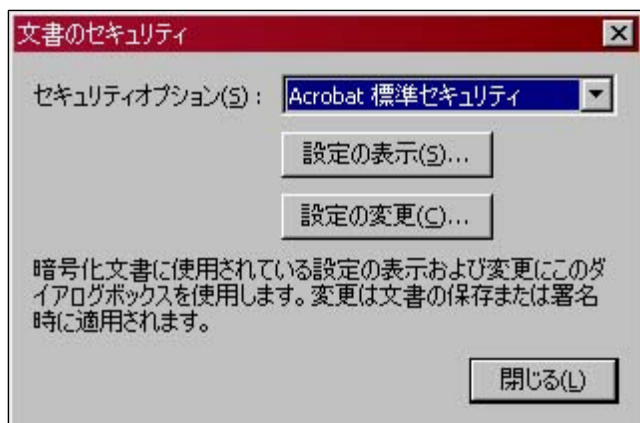 文書のセキュリティ
セキュリティオプション(S) : Acrobat 標準セキュリティ
設定の表示(S)...
設定の変更(C)...
暗号化文書に使用されている設定の表示および変更にこのダ
イアログボックスを使用します。変更は文書の保存または署名
時に適用されます。
閉じる(L)